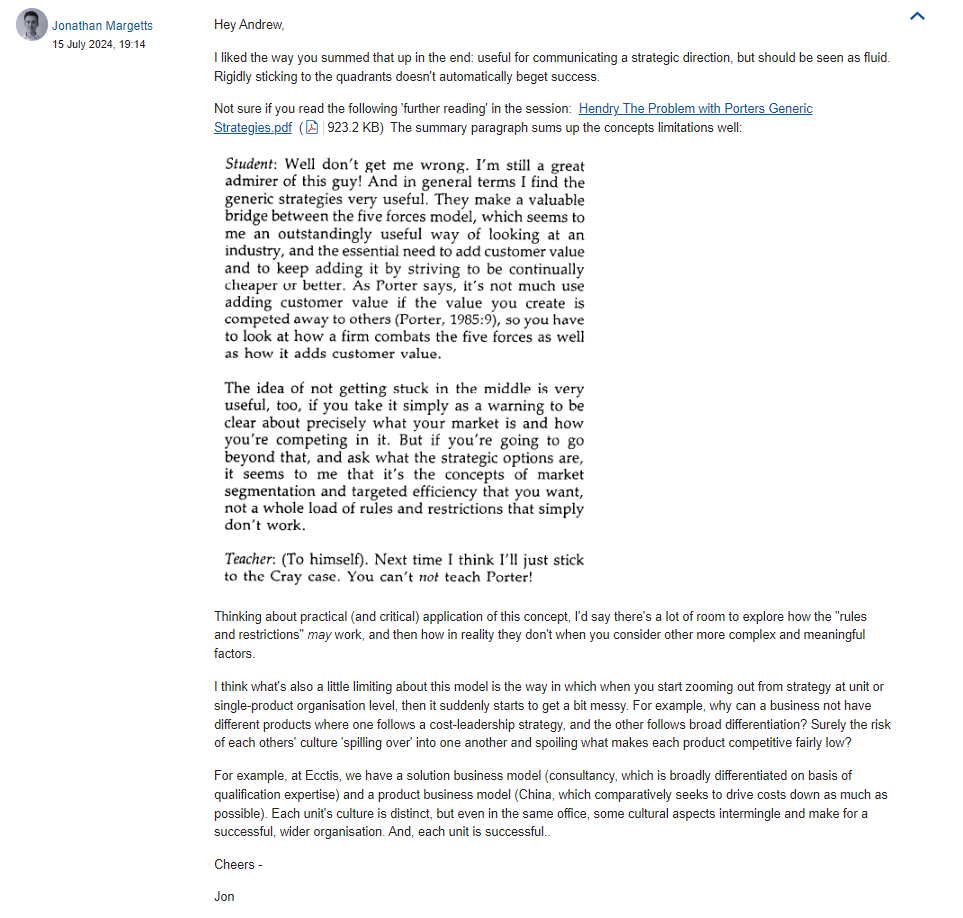 Jonathan Margetts
15 July 2024, 19:14
Hey Andrew,
I liked the way you summed that up in the end: useful for communicating a strategic direction, but should be seen as fluid.
Rigidly sticking to the quadrants doesn't automatically beget success.
Not sure if you read the following 'further reading' in the session:  Hendry The Problem with Porters Generic
Strategies.pdf ( 923.2 KB)  The summary paragraph sums up the concepts limitations well:
Student: Well don't get me wrong. I'm still a great
admirer of this guy! And in general terms I find the
generic strategies very useful. They make a valuable
bridge between the five forces model, which seems to
me an outstandingly useful way of looking at an
industry, and the essential need to add customer value
and to keep adding it by striving to be continually
cheaper or better. As Porter says, it's not much use
adding customer value if the value you create is
competed away to others (Porter, 1985:9), so you have
to look at how a firm combats the five forces as well
as how it adds customer value.
The idea of not getting stuck in the middle is very
useful, too, if you take it simply as a warning to be
clear about precisely what your market is and how
you're competing in it. But if you're going to go
beyond that, and ask what the strategic options are,
it seems to me that it's the concepts of market
segmentation and targeted efficiency that you want,
not a whole load of rules and restrictions that simply
don't work.
Teacher: (To himself). Next time I think I'll just stick
to the Cray case. You can't not teach Porter!
Thinking about practical (and critical) application of this concept, I'd say there's a lot of room to explore how the "rules
and restrictions" may work, and then how in reality they don't when you consider other more complex and meaningful
factors.
I think what's also a little limiting about this model is the way in which when you start zooming out from strategy at unit or
single-product organisation level, then it suddenly starts to get a bit messy. For example, why can a business not have
different products where one follows a cost-leadership strategy, and the other follows broad differentiation? Surely the risk
of each others' culture 'spilling over' into one another and spoiling what makes each product competitive fairly low?
For example, at Ecctis, we have a solution business model (consultancy, which is broadly differentiated on basis of
qualification expertise) and a product business model (China, which comparatively seeks to drive costs down as much as
possible). Each unit's culture is distinct, but even in the same office, some cultural aspects intermingle and make for a
successful, wider organisation. And, each unit is successful..
Cheers -
Jon